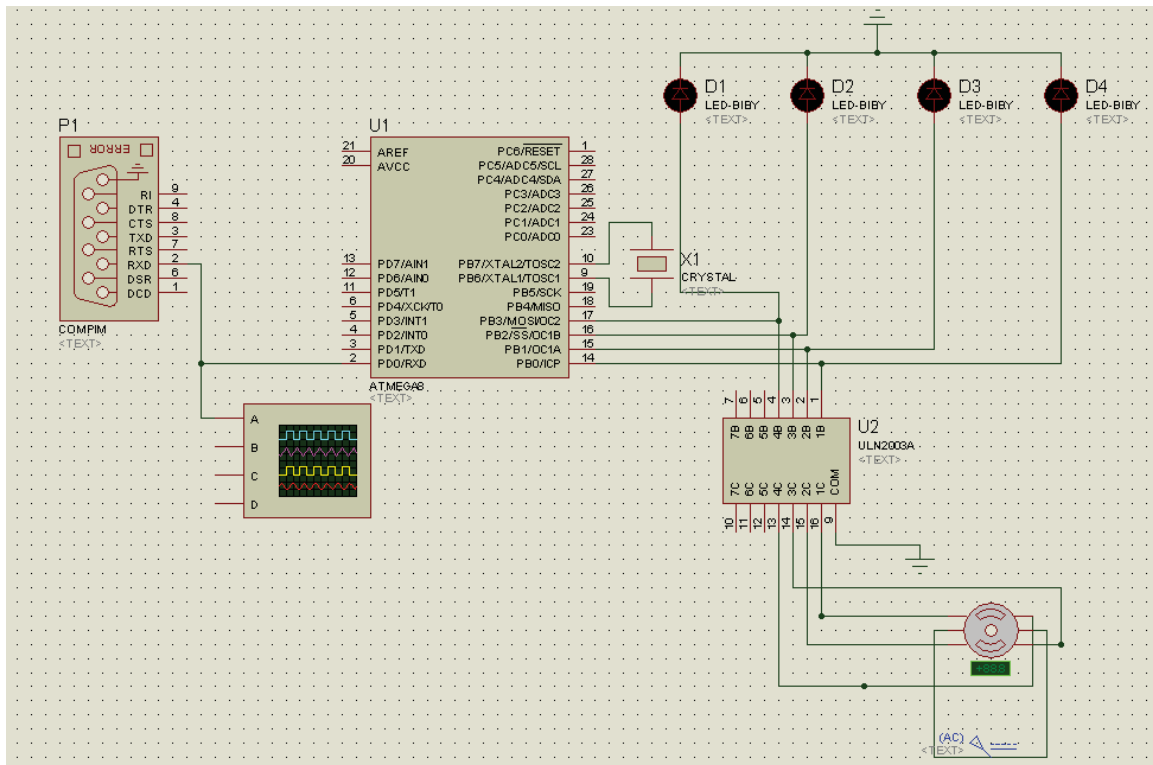 P1
ERROR
RI 9
DTR 4
CTS 8
TXD 3
RTS 7
RXD 2
DSR 6
DCD 1
COMPIM
<TEXT>
U1
21 AREF
20 AVCC
13 PD7/AIN1
12 PD6/AIN0
11 PD5/T1
6 PD4/XCK/T0
5 PD3/INT1
4 PD2/INT0
3 PD1/TXD
2 PD0/RXD
PC6/RESET 1
PC5/ADC5/SCL 28
PC4/ADC4/SDA 27
PC3/ADC3 26
PC2/ADC2 25
PC1/ADC1 24
PC0/ADC0 23
PB7/XTAL2/TOSC2 10
PB6/XTAL1/TOSC1 9
PB5/SCK 19
PB4/MISO 18
PB3/MOSI/OC2 17
PB2/SS/OC1B 16
PB1/OC1A 15
PB0/ICP 14
ATMEGA8
<TEXT>
A
B
C
D
X1
CRYSTAL
<TEXT>
D1
LED-BIBY
<TEXT>
D2
LED-BIBY
<TEXT>
D3
LED-BIBY
<TEXT>
D4
LED-BIBY
<TEXT>
7 6 5 4 3 2 1
7B 6B 5B 4B 3B 2B 1B
7C 6C 5C 4C 3C 2C 1C COM
10 11 12 13 14 15 16 9
U2
ULN2003A
<TEXT>
+88.8
(AC)
<TEXT>